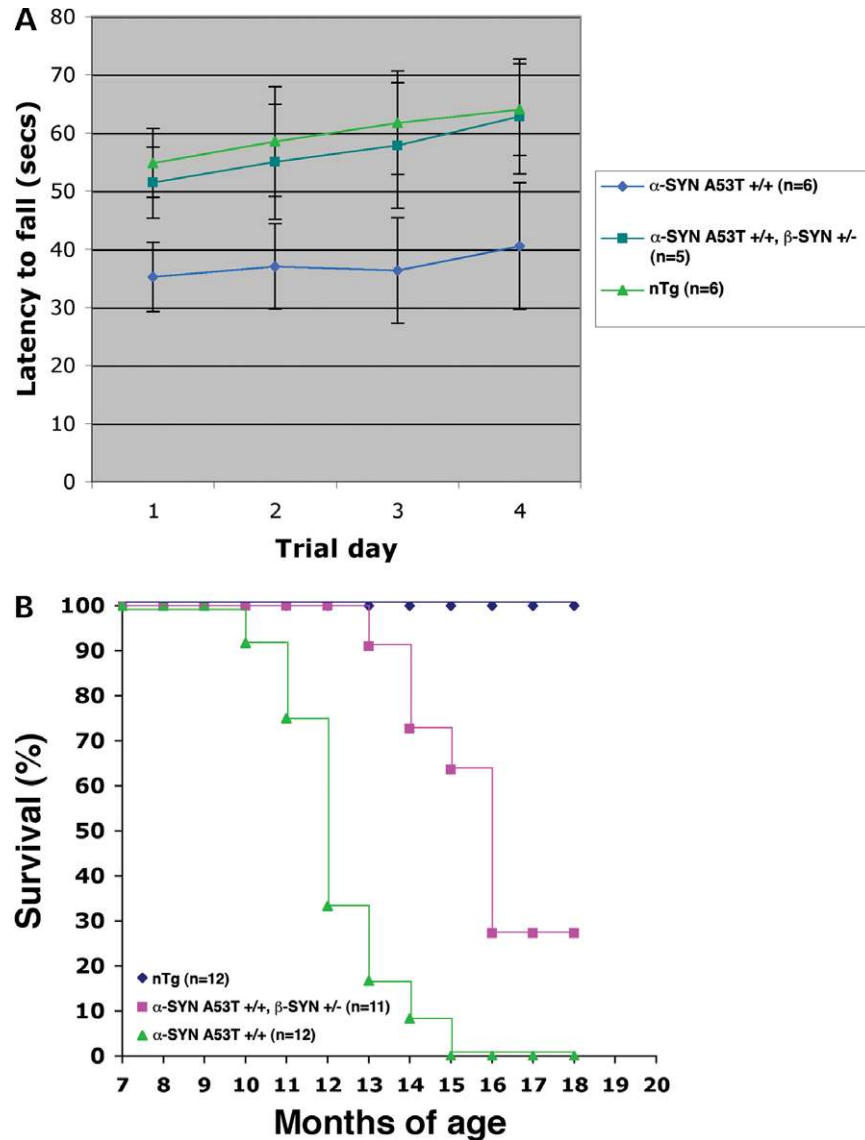 A
80
70
60
50
40
30
20
10
0
Latency to fall (secs)
1 2 3 4
Trial day
α-SYN A53T +/+ (n=6)
α-SYN A53T +/+, β-SYN +/-
(n=5)
nTg (n=6)
B
100
90
80
70
60
50
40
30
20
10
0
Survival (%)
nTg (n=12)
α-SYN A53T +/+, β-SYN +/- (n=11)
α-SYN A53T +/+ (n=12)
7 8 9 10 11 12 13 14 15 16 17 18 19 20
Months of age